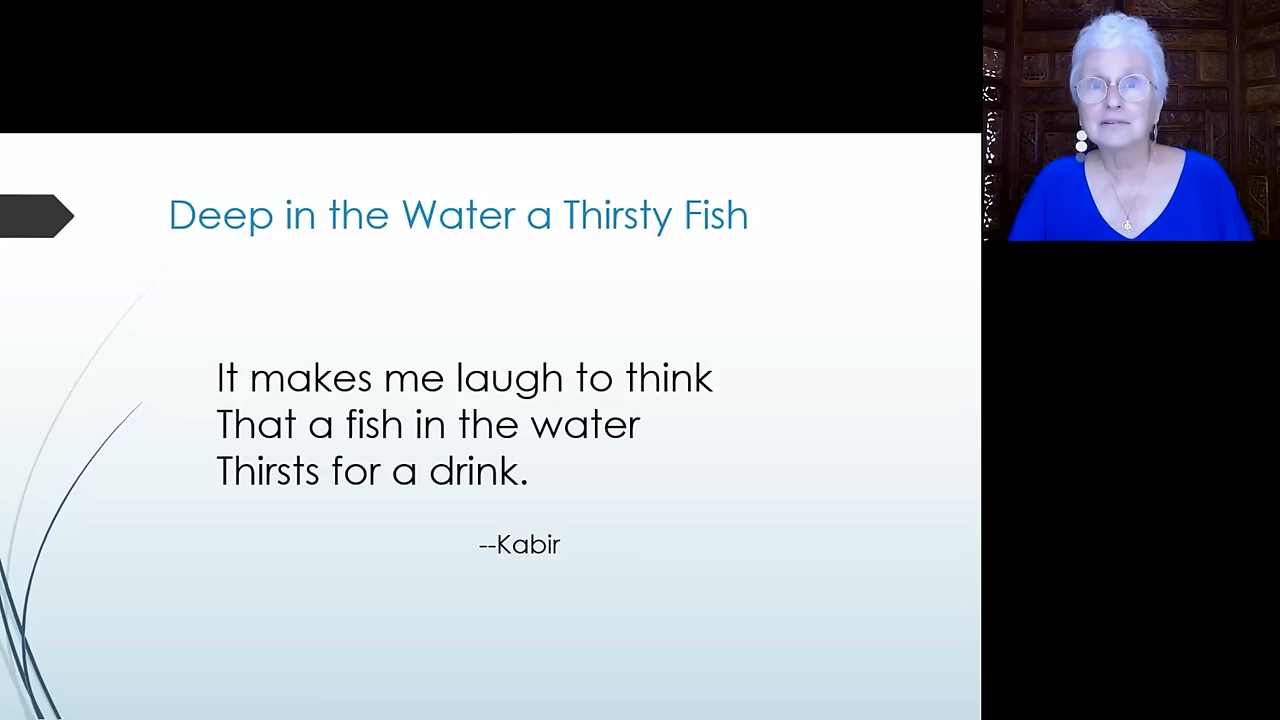 Deep in the Water a Thirsty Fish
It makes me laugh to think
That a fish in the water
Thirsts for a drink.
--Kabir